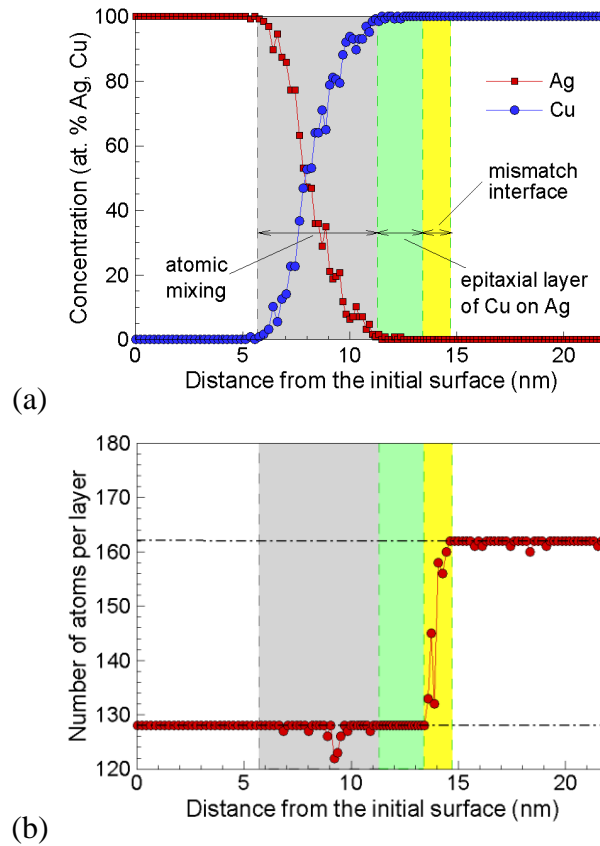 100
80
60
40
20
0
Concentration (at. % Ag, Cu)
Ag
Cu
mismatch
interface
atomic
mixing
epitaxial layer
of Cu on Ag
0 5 10 15 20
Distance from the initial surface (nm)
(a)
180
170
160
150
140
130
120
Number of atoms per layer
0 5 10 15 20
Distance from the initial surface (nm)
(b)